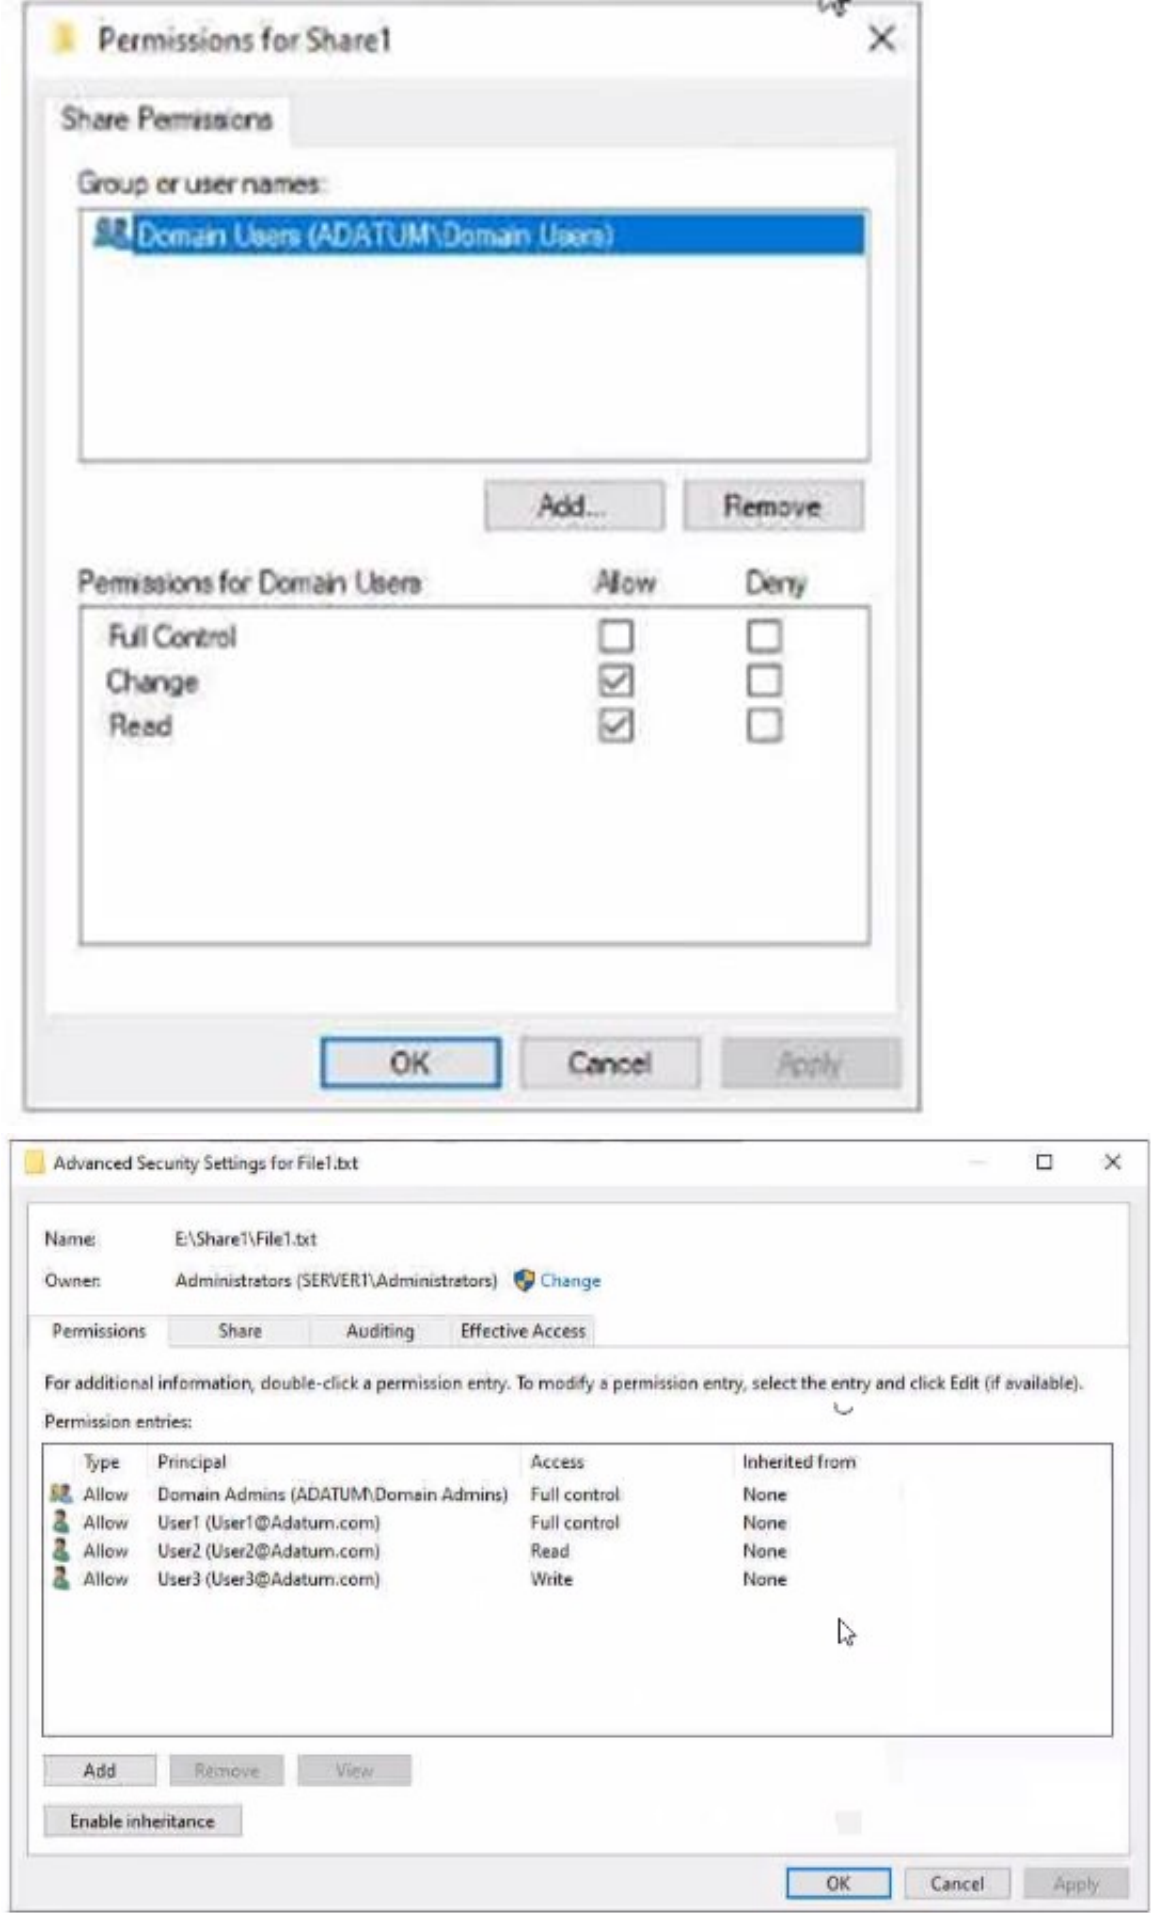 Permissions for Share1
Share Permissions
Group or user names:
Domain Users (ADATUM\Domain Users)
Add... Remove
Permissions for Domain Users Allow Deny
Full Control
Change
Read
OK Cancel Apply
Advanced Security Settings for File1.txt
Name: E:\Share1\File1.txt
Owner: Administrators (SERVER1\Administrators) Change
Permissions Share Auditing Effective Access
For additional information, double-click a permission entry. To modify a permission entry, select the entry and click Edit (if available).
Permission entries:
Type Principal Access Inherited from
Allow Domain Admins (ADATUM\Domain Admins) Full control None
Allow User1 (User1@Adatum.com) Full control None
Allow User2 (User2@Adatum.com) Read None
Allow User3 (User3@Adatum.com) Write None
Add Remove View
Enable inheritance
OK Cancel Apply